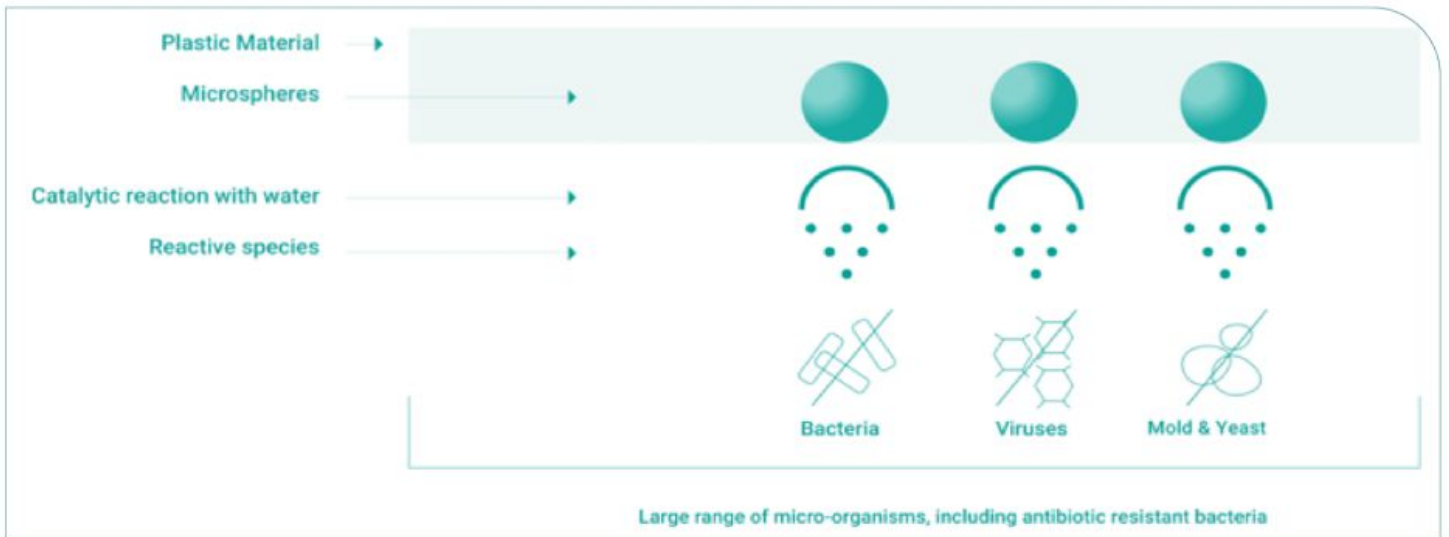 Plastic Material
Microspheres
Catalytic reaction with water
Reactive species
Bacteria
Viruses
Mold & Yeast
Large range of micro-organisms, including antibiotic resistant bacteria